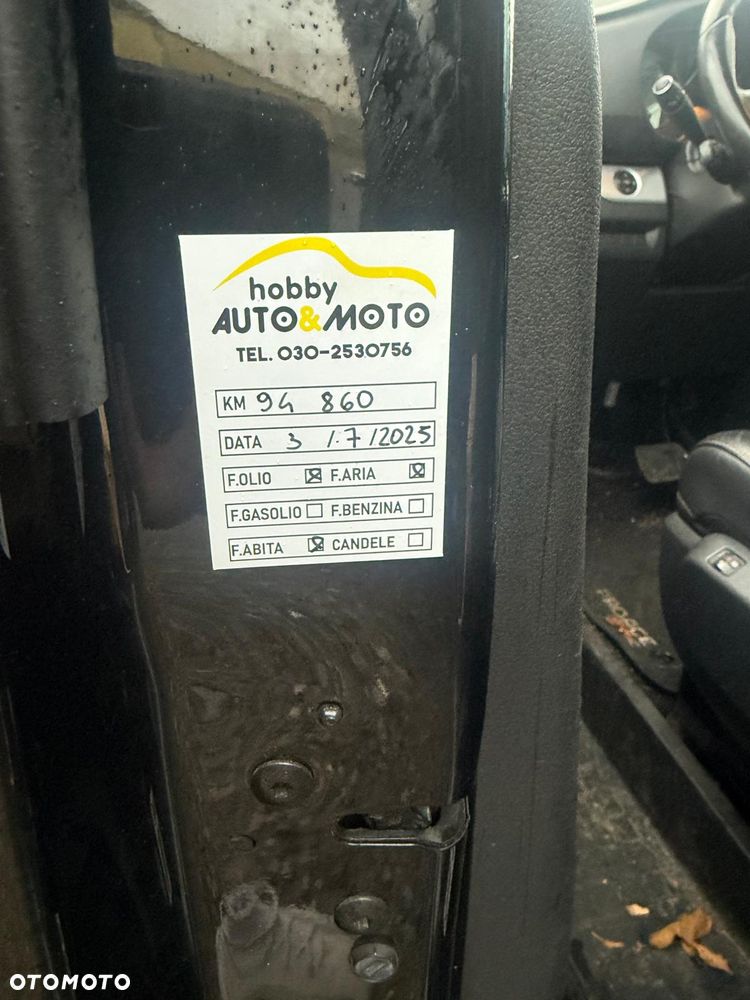 hobby
AUTO&MOTO
TEL. 030-2530756
KM 94 860
DATA 3 /.7/2025
F.OLIO ☒ F.ARIA ☒
F.GASOLIO ☐ F.BENZINA ☐
F.ABITA ☒ CANDELE ☐
OTOMOTO